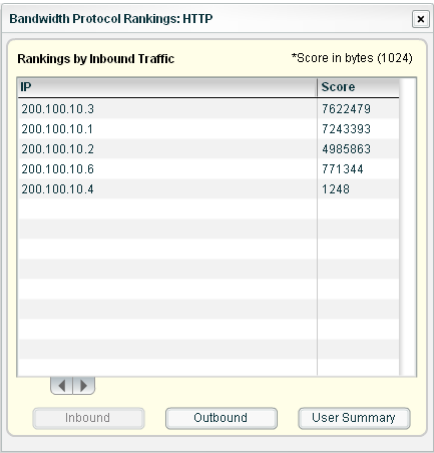 Bandwidth Protocol Rankings: HTTP
Rankings by Inbound Traffic *Score in bytes (1024)
IP Score
200.100.10.3 7622479
200.100.10.1 7243393
200.100.10.2 4985863
200.100.10.6 771344
200.100.10.4 1248
Inbound Outbound User Summary